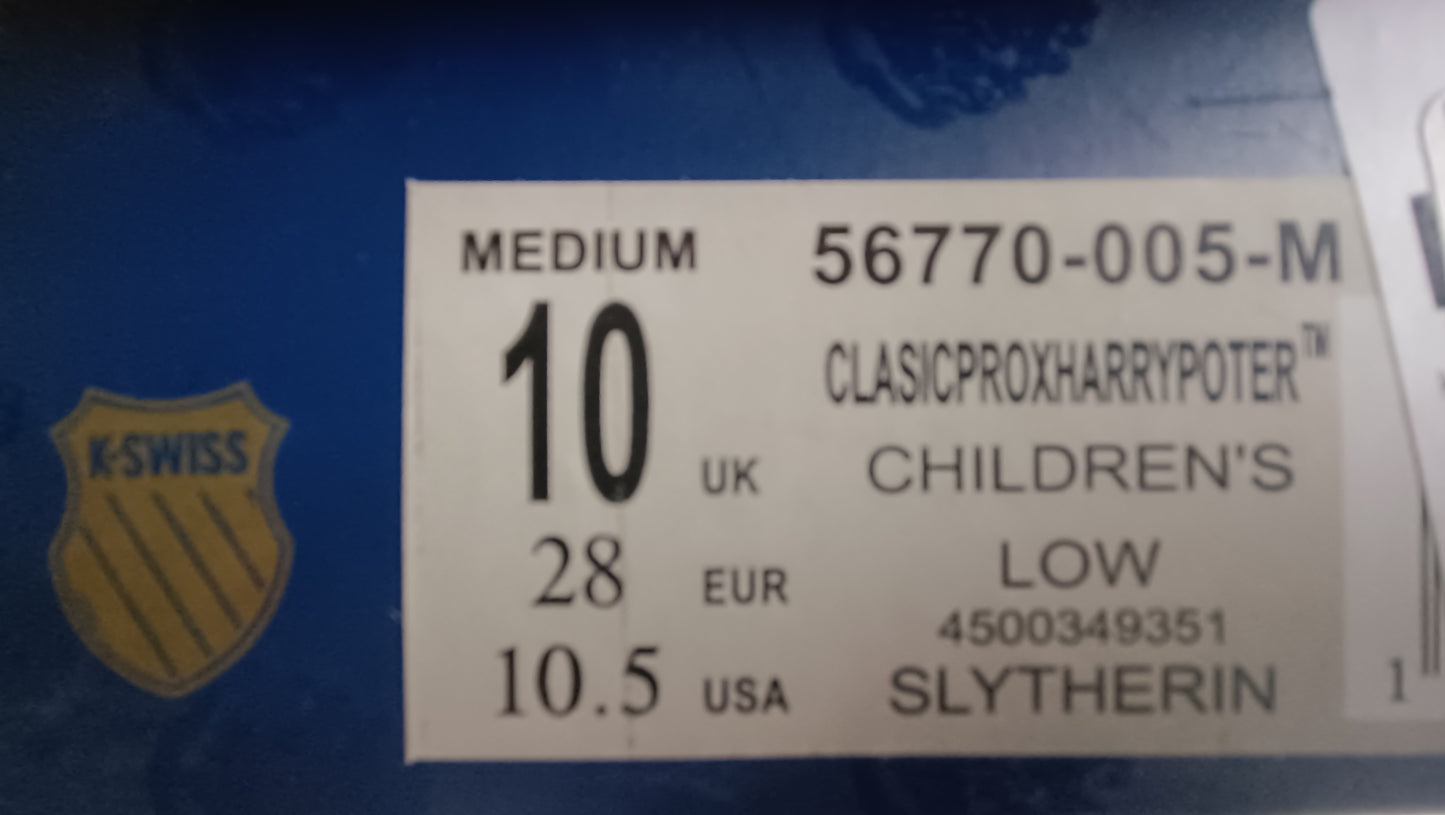 K-SWISS
MEDIUM
10 UK
28 EUR
10.5 USA
56770-005-M
CLASICPROXHARRYPOTER™
CHILDREN'S
LOW
4500349351
SLYTHERIN
1